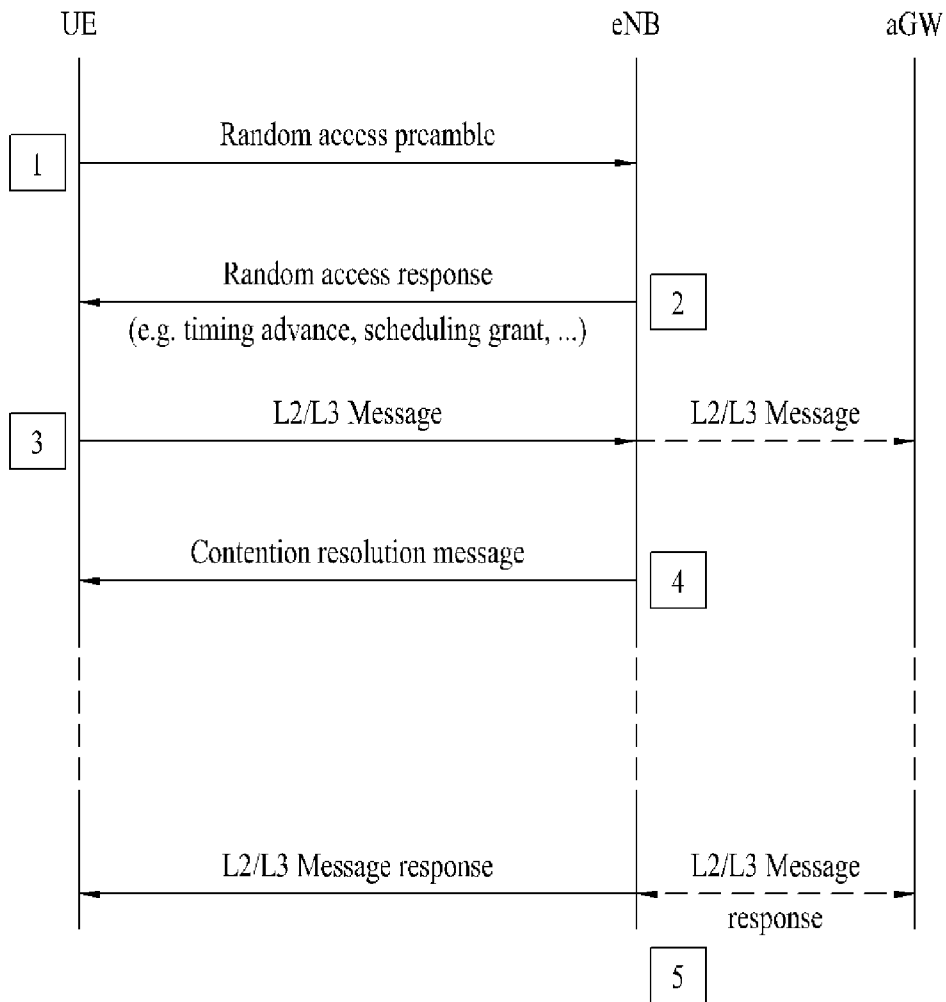 UE eNB aGW
Random access preamble
1
Random access response
2
(e.g. timing advance, scheduling grant, ...)
L2/L3 Message L2/L3 Message
3
Contention resolution message
4
L2/L3 Message response L2/L3 Message
response
5